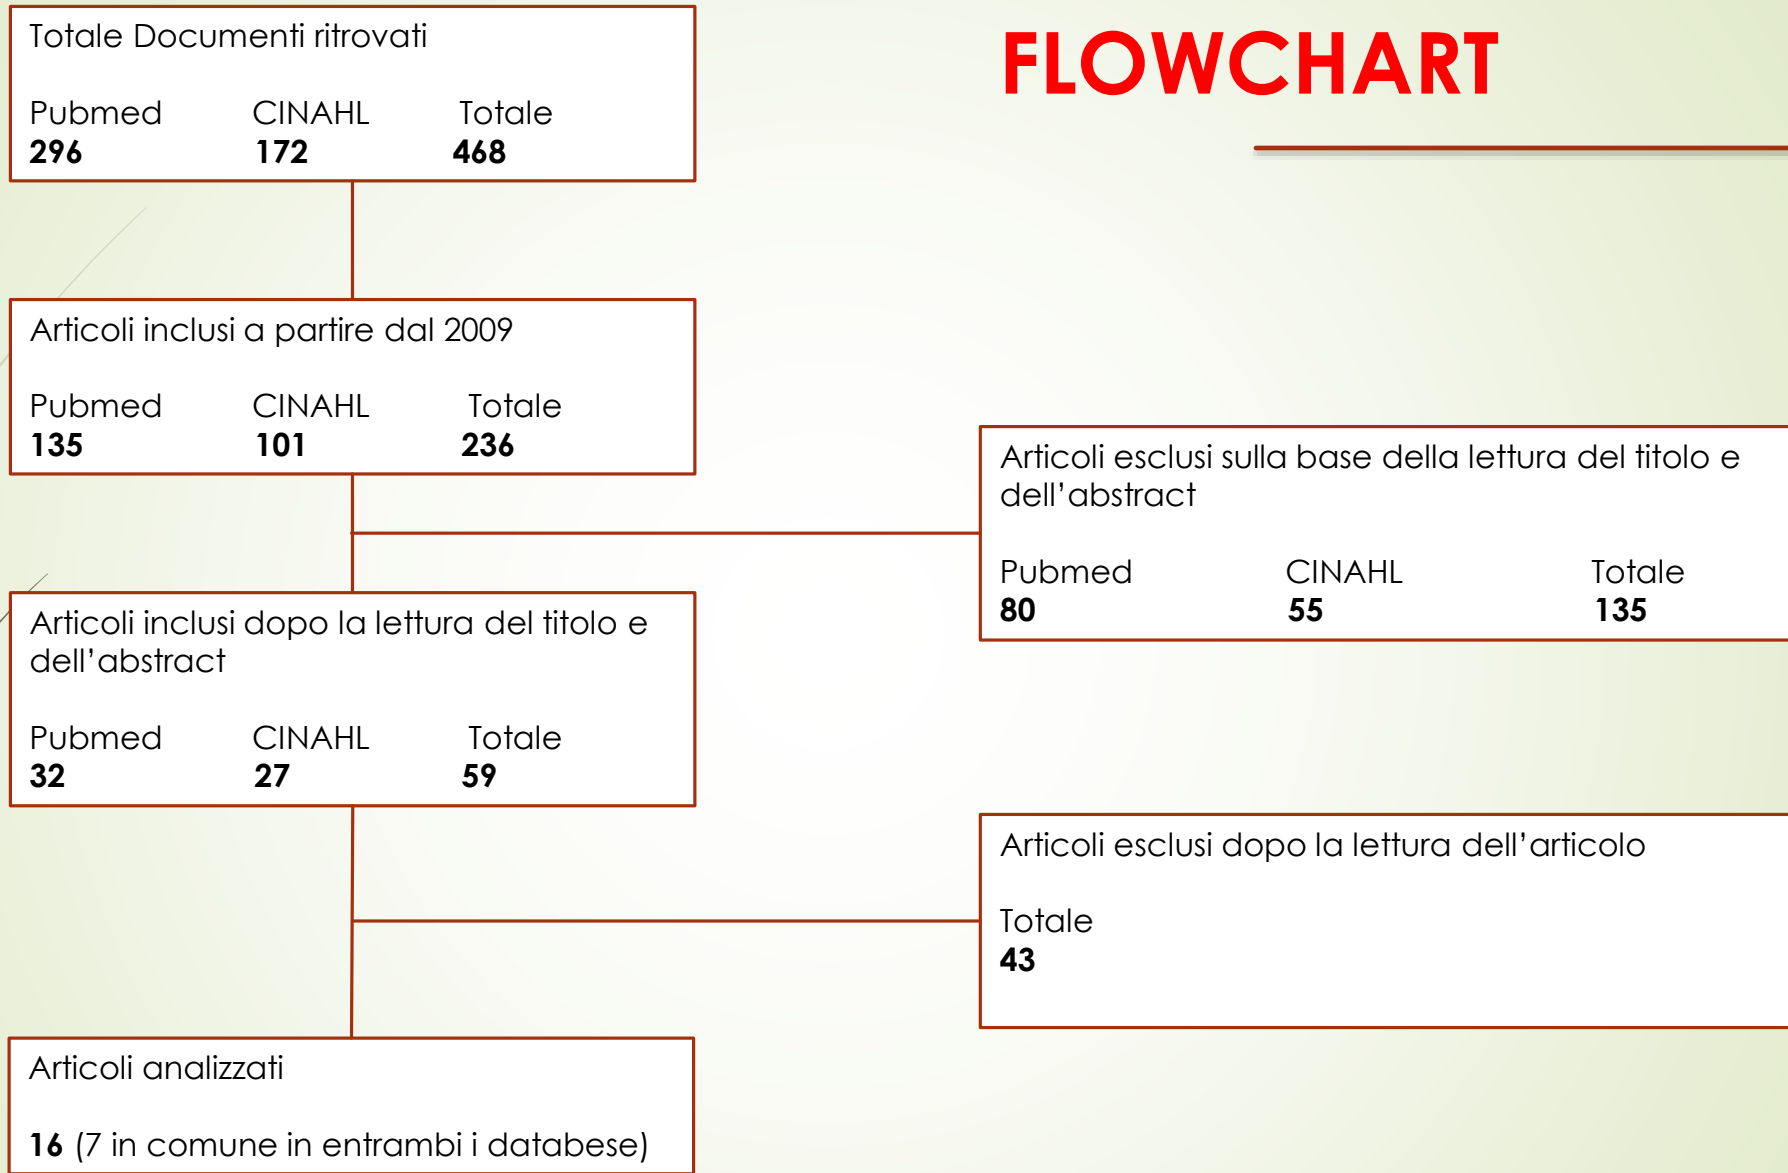 FLOWCHART
Totale Documenti ritrovati
Pubmed CINAHL Totale
296 172 468
Articoli inclusi a partire dal 2009
Pubmed CINAHL Totale
135 101 236
Articoli esclusi sulla base della lettura del titolo e
dell’abstract
Pubmed CINAHL Totale
80 55 135
Articoli inclusi dopo la lettura del titolo e
dell’abstract
Pubmed CINAHL Totale
32 27 59
Articoli esclusi dopo la lettura dell’articolo
Totale
43
Articoli analizzati
16 (7 in comune in entrambi i databese)